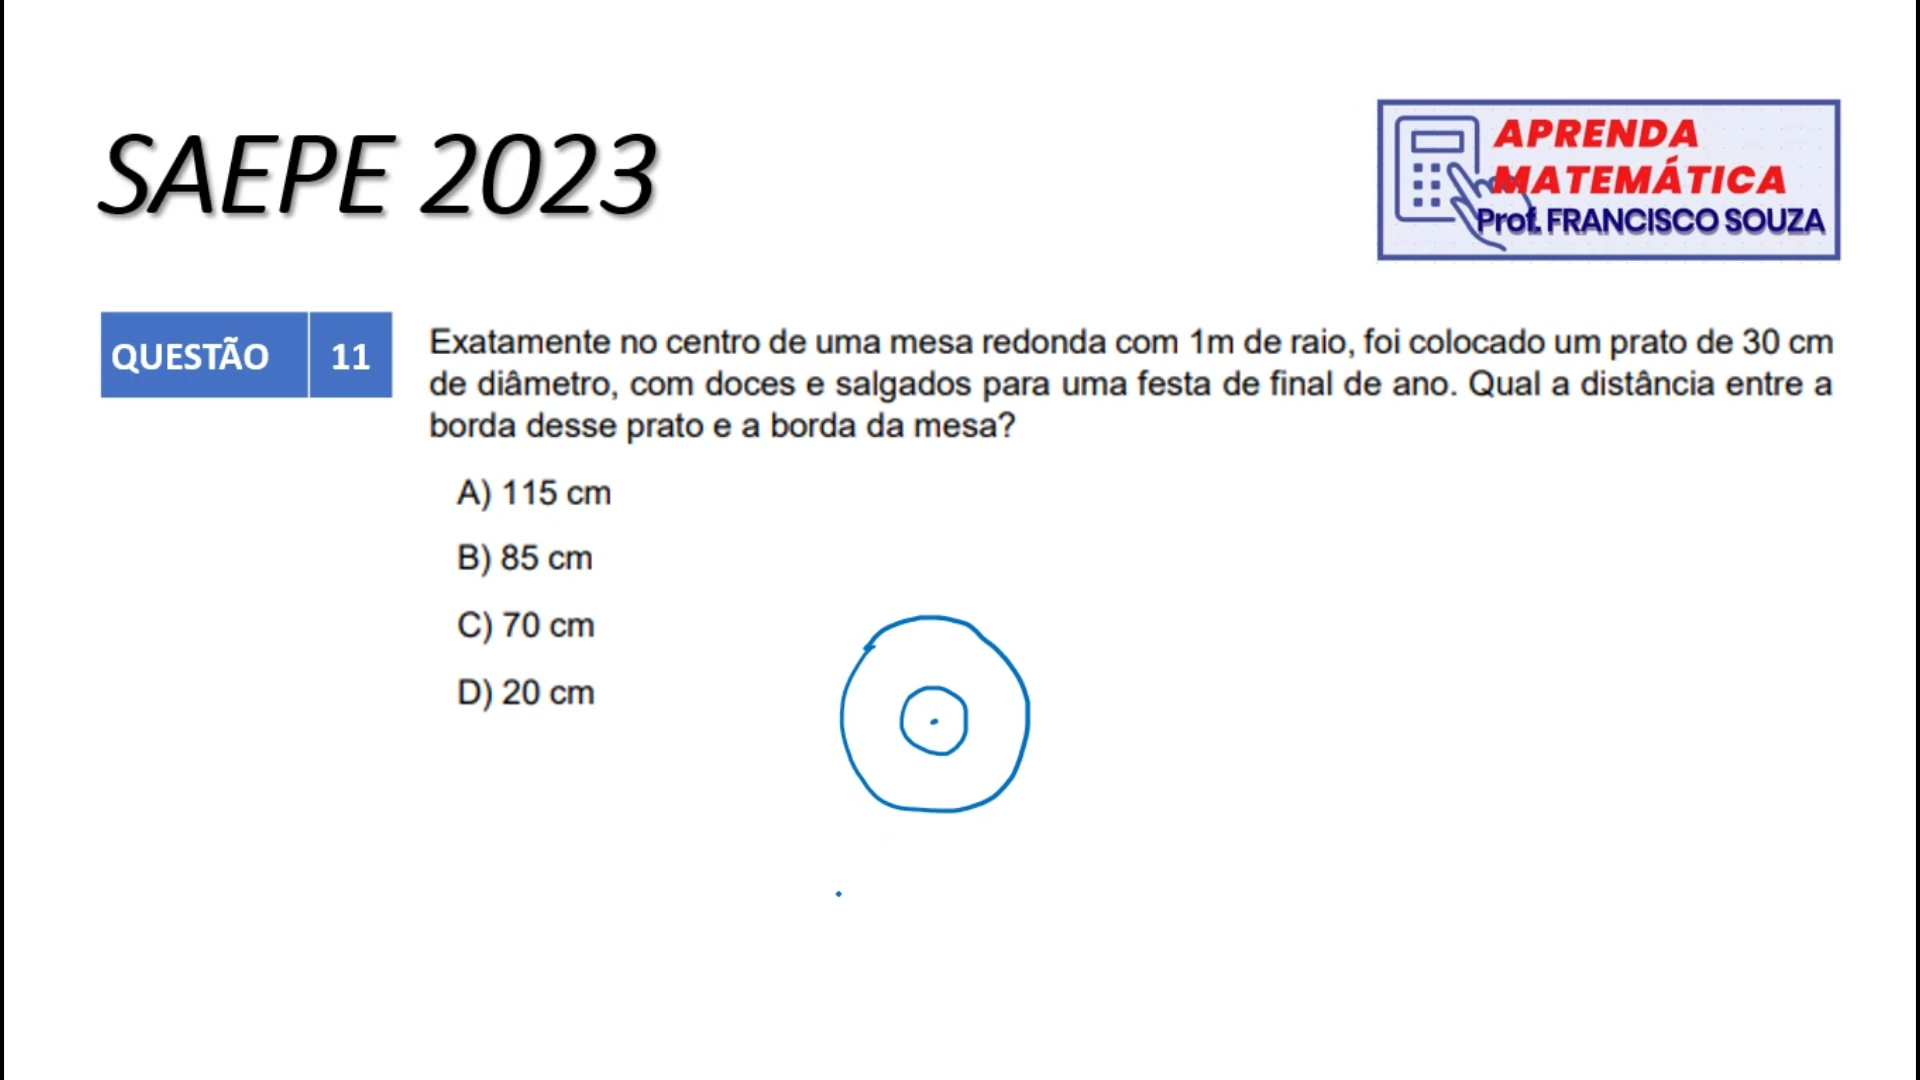 SAEPE 2023
APRENDA
MATEMÁTICA
Prof. FRANCISCO SOUZA
QUESTÃO 11
Exatamente no centro de uma mesa redonda com 1m de raio, foi colocado um prato de 30 cm
de diâmetro, com doces e salgados para uma festa de final de ano. Qual a distância entre a
borda desse prato e a borda da mesa?
A) 115 cm
B) 85 cm
C) 70 cm
D) 20 cm